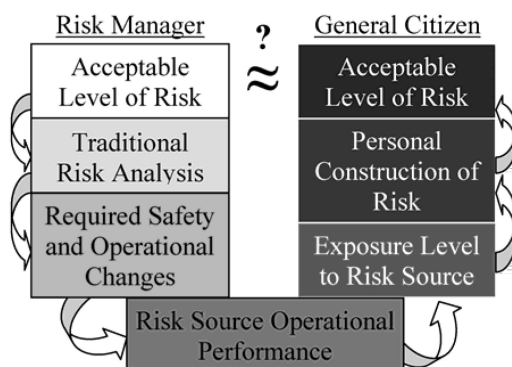 Risk Manager
?
≈
General Citizen
Acceptable
Level of Risk
Traditional
Risk Analysis
Required Safety
and Operational
Changes
Acceptable
Level of Risk
Personal
Construction of
Risk
Exposure Level
to Risk Source
Risk Source Operational
Performance